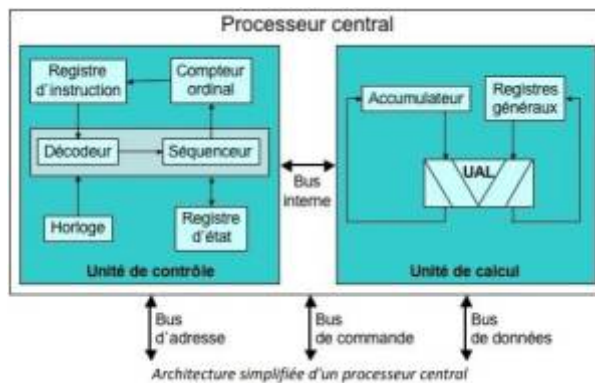 Processeur central
Registre
d'instruction
Compteur
ordinal
Décodeur
Séquenceur
Horloge
Registre
d'état
Unité de contrôle
Bus
interne
Accumulateur
Registres
généraux
UAL
Unité de calcul
Bus
d'adresse
Bus
de commande
Bus
de données
Architecture simplifiée d'un processeur central